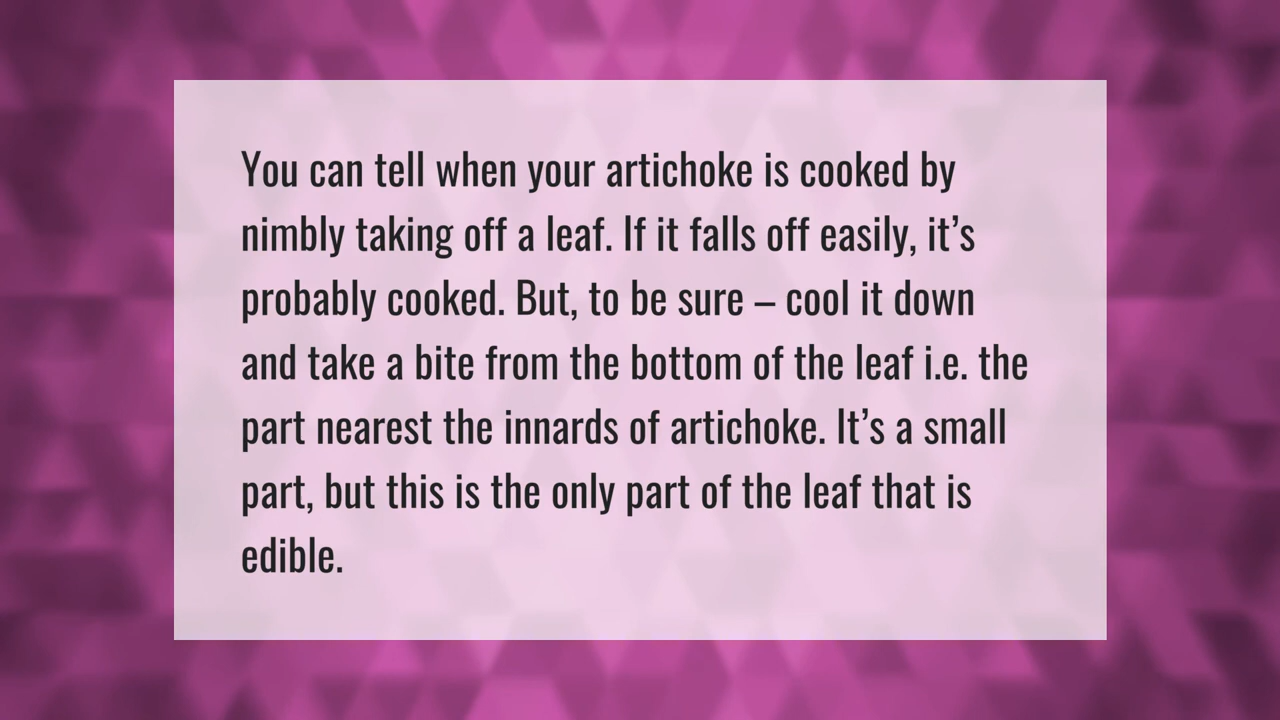 You can tell when your artichoke is cooked by
nimbly taking off a leaf. If it falls off easily, it’s
probably cooked. But, to be sure – cool it down
and take a bite from the bottom of the leaf i.e. the
part nearest the innards of artichoke. It’s a small
part, but this is the only part of the leaf that is
edible.